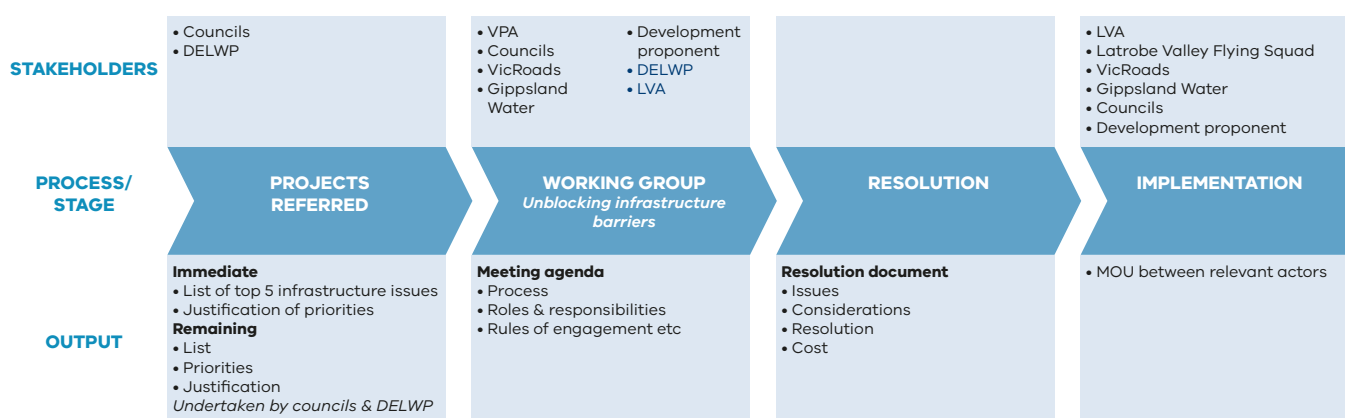 STAKEHOLDERS
• Councils
• DELWP
• VPA
• Councils
• VicRoads
• Gippsland
Water
• Development
proponent
• DELWP
• LVA
• LVA
• Latrobe Valley Flying Squad
• VicRoads
• Gippsland Water
• Councils
• Development proponent
PROCESS/
STAGE
PROJECTS
REFERRED
WORKING GROUP
Unblocking infrastructure
barriers
RESOLUTION
IMPLEMENTATION
OUTPUT
Immediate
• List of top 5 infrastructure issues
• Justification of priorities
Remaining
• List
• Priorities
• Justification
Undertaken by councils & DELWP
Meeting agenda
• Process
• Roles & responsibilities
• Rules of engagement etc
Resolution document
• Issues
• Considerations
• Resolution
• Cost
• MOU between relevant actors